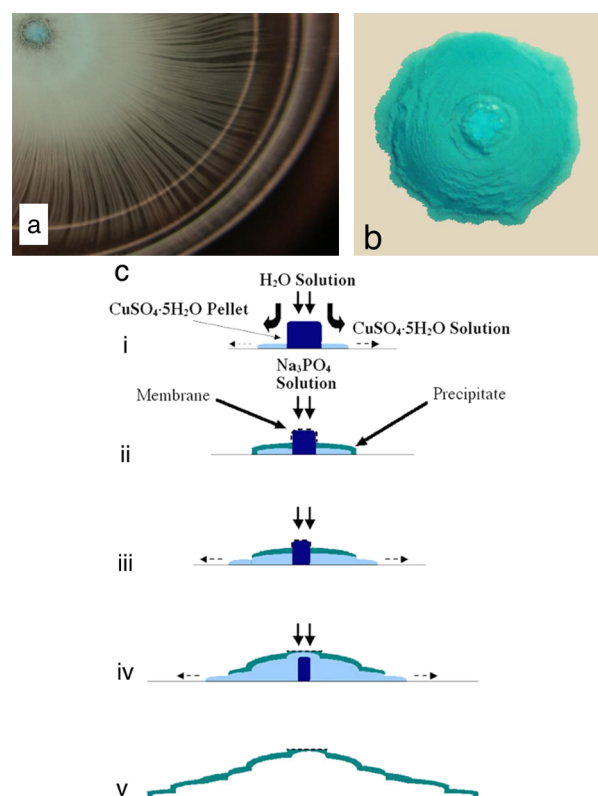 a
b
c
H₂O Solution
CuSO₄·5H₂O Pellet
CuSO₄·5H₂O Solution
i
Na₃PO₄
Solution
Membrane
Precipitate
ii
iii
iv
v